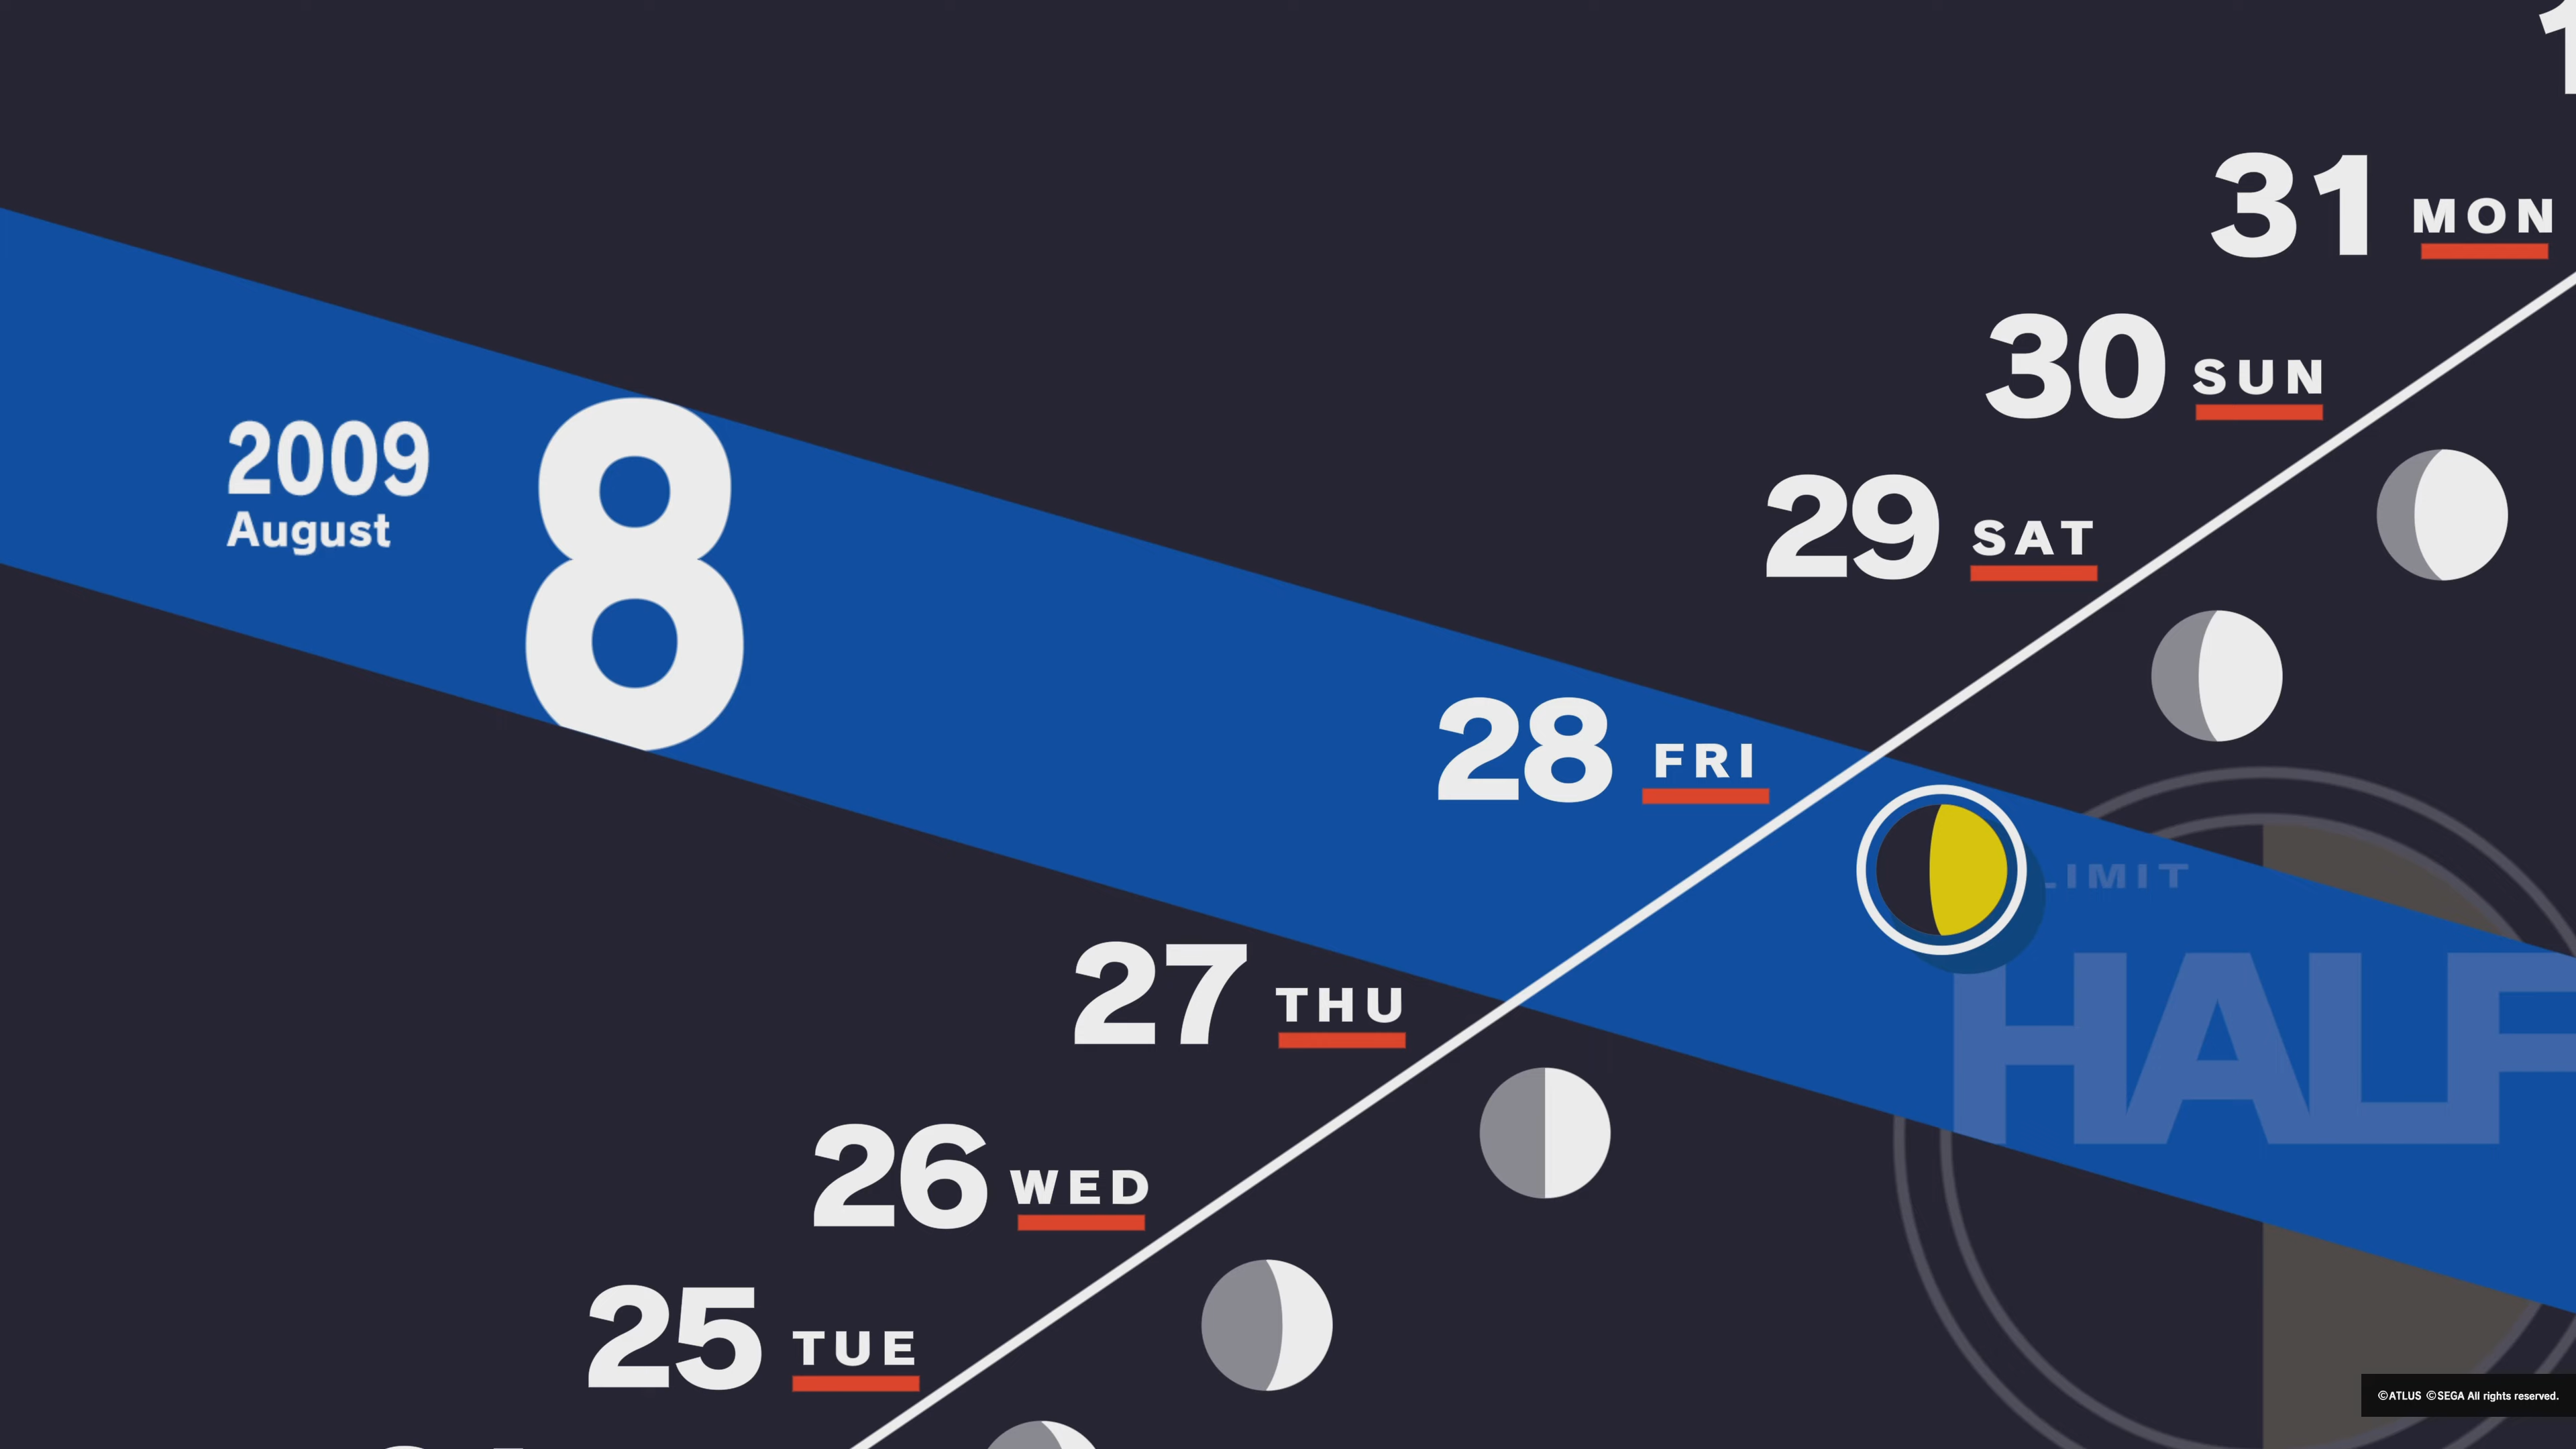 1
31 MON
30 SUN
29 SAT
2009
August
8
28 FRI
LIMIT
HALF
27 THU
26 WED
25 TUE
©ATLUS ©SEGA All rights reserved.